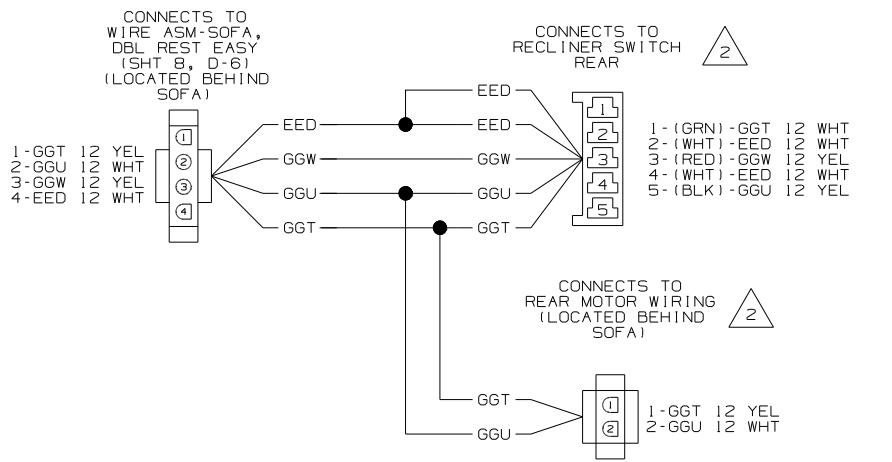 CONNECTS TO
WIRE ASM-SOFA,
DBL REST EASY
(SHT 8, D-6)
(LOCATED BEHIND
SOFA)
1-GGT 12 YEL
2-GGU 12 WHT
3-GGW 12 YEL
4-EED 12 WHT
1
2
3
4
EED
GGW
GGU
GGT
EED
EED
GGW
GGU
GGT
CONNECTS TO
RECLINER SWITCH
REAR
2
1
2
3
4
5
1-(GRN)-GGT 12 WHT
2-(WHT)-EED 12 WHT
3-(RED)-GGW 12 YEL
4-(WHT)-EED 12 WHT
5-(BLK)-GGU 12 YEL
CONNECTS TO
REAR MOTOR WIRING
(LOCATED BEHIND
SOFA)
2
GGT
GGU
1
2
1-GGT 12 YEL
2-GGU 12 WHT